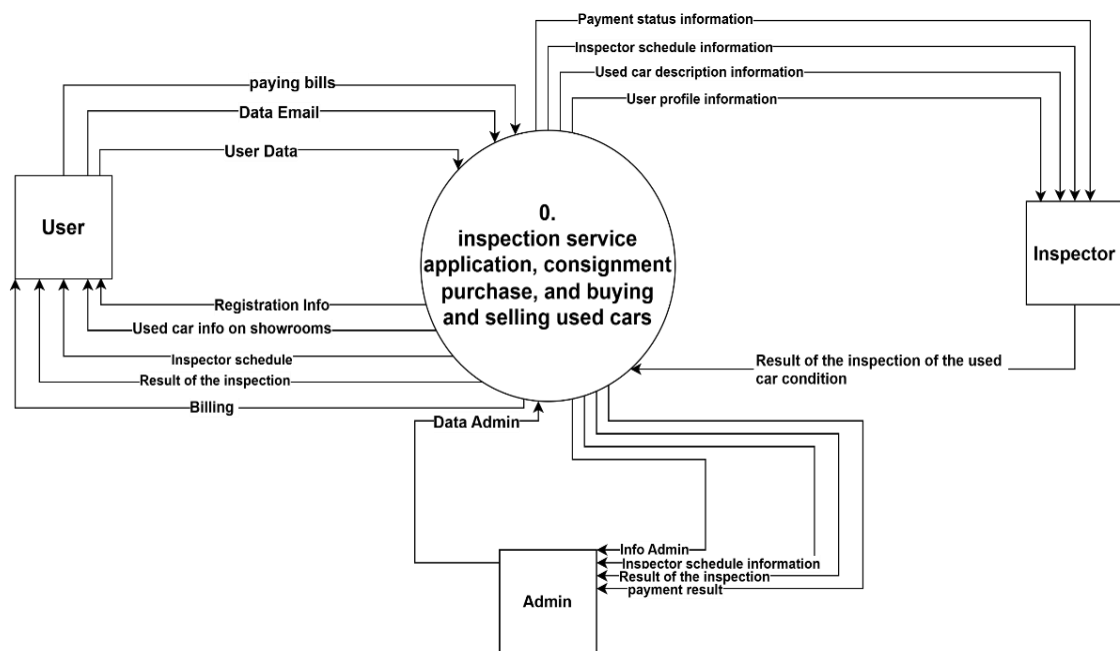 Payment status information
Inspector schedule information
Used car description information
User profile information
paying bills
Data Email
User Data
User
0.
inspection service
application, consignment
purchase, and buying
and selling used cars
Inspector
Registration Info
Used car info on showrooms
Inspector schedule
Result of the inspection
Billing
Result of the inspection of the used
car condition
Data Admin
Info Admin
Inspector schedule information
Result of the inspection
payment result
Admin